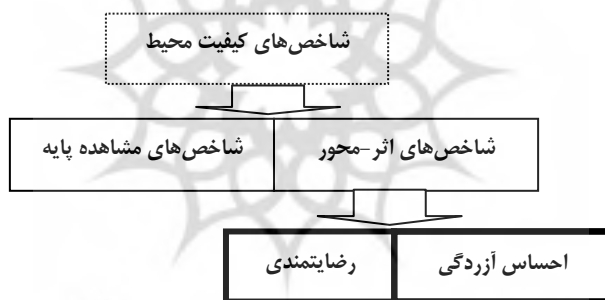 شاخص‌های کیفیت محیط
شاخص‌های اثر-محور
شاخص‌های مشاهده پایه
احساس آزردگی
رضایتمندی